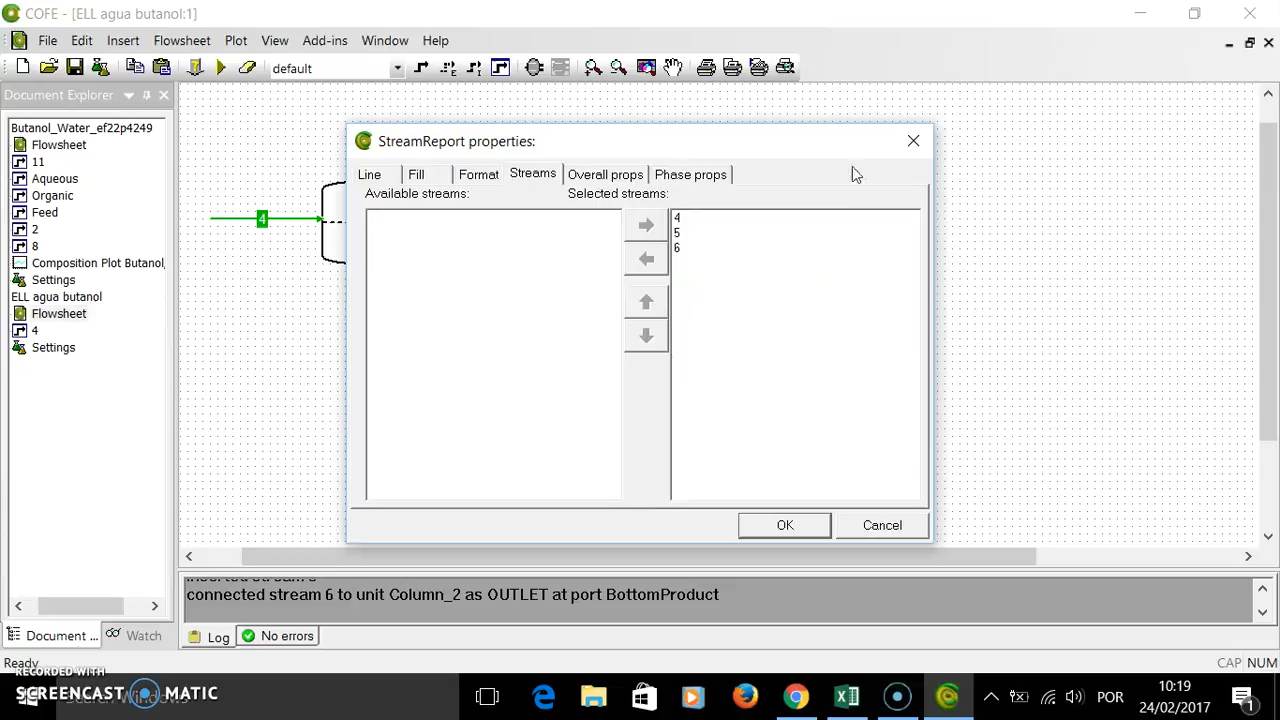 COFE - [ELL agua butanol:1]
File Edit Insert Flowsheet Plot View Add-ins Window Help
default
Document Explorer
Butanol_Water_ef22p4249
Flowsheet
11
Aqueous
Organic
Feed
2
8
Composition Plot Butanol,
Settings
ELL agua butanol
Flowsheet
4
Settings
4
StreamReport properties:
Line Fill Format Streams Overall props Phase props
Available streams: Selected streams:
4
5
6
OK Cancel
connected stream 6 to unit Column_2 as OUTLET at port BottomProduct
Document ... Watch
Log No errors
Ready
CAP NUM
RECORDED WITH
SCREENCAST MATIC
POR
10:19
24/02/2017
1